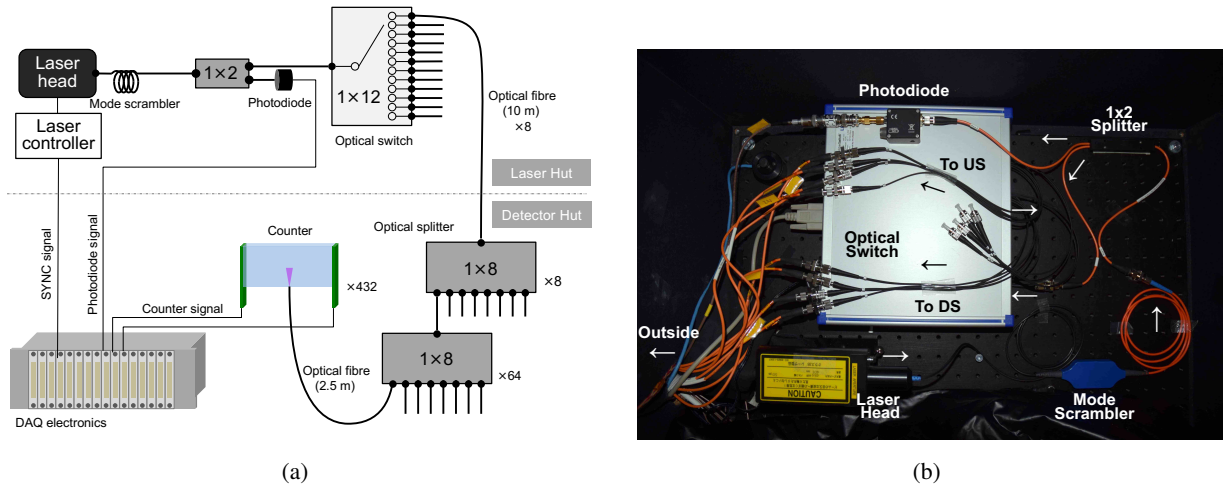 Laser
head
Mode scrambler
1×2
Photodiode
1×12
Optical switch
Optical fibre
(10 m)
×8
Laser
controller
Laser Hut
Detector Hut
SYNC signal
Photodiode signal
Counter
Optical splitter
1×8
×8
×432
Counter signal
1×8
×64
Optical fibre
(2.5 m)
DAQ electronics
(a)
Photodiode
1x2
Splitter
To US
Optical
Switch
To DS
Outside
CAUTION
Laser
Head
Mode
Scrambler
(b)